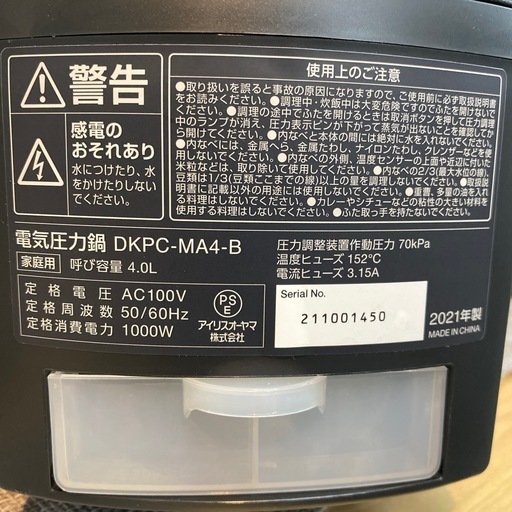 警告
感電の
おそれあり
水につけたり、水
をかけたりしない
でください。
使用上のご注意
●取り扱いを誤ると事故の原因になりますので、ご使用前に必ず取扱説明書
をお読みください。●調理中・炊飯中は大変危険ですのでふたを開けないで
ください。●調理の途中でふたを開けるときは取消ボタンを押して圧力調理
中のランプが消え、圧力表示ピンが下がって蒸気が出ないことを確認してか
ら開けてください。●内なべと本体の間には絶対に水を入れないでください。
●内なべには、金属へら、金属たわし、ナイロンたわし、クレンザーなどを使
用しないでください。●内なべの外側、温度センサーの上面や近辺に付いた
米粒などは、取り除いてからお使いください。●内なべの2/3(最大水位の線)、
豆類は1/3(豆類ここまでの線)以上の量を調理しないでください。●取扱説
明書に記載以外の用途には使用しないでください。●重曹、多量の油を入れ
る料理はしないでください。●カレーやシチューなどの粘性の大きい材料を
使用する料理はしないでください。●ふた取っ手を持たないでください。
電気圧力鍋 DKPC-MA4-B
家庭用 呼び容量 4.0L
定格電圧 AC100V
定格周波数 50/60Hz
定格消費電力 1000W
PSE
アイリスオーヤマ
株式会社
圧力調整装置作動圧力 70kPa
温度ヒューズ 152℃
電流ヒューズ 3.15A
Serial No.
211001450
2021年製
MADE IN CHINA